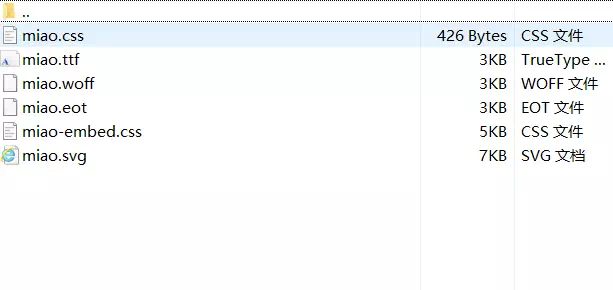 ..
miao.css 426 Bytes CSS 文件
miao.ttf 3KB TrueType ...
miao.woff 3KB WOFF 文件
miao.eot 3KB EOT 文件
miao-embed.css 5KB CSS 文件
miao.svg 7KB SVG 文档